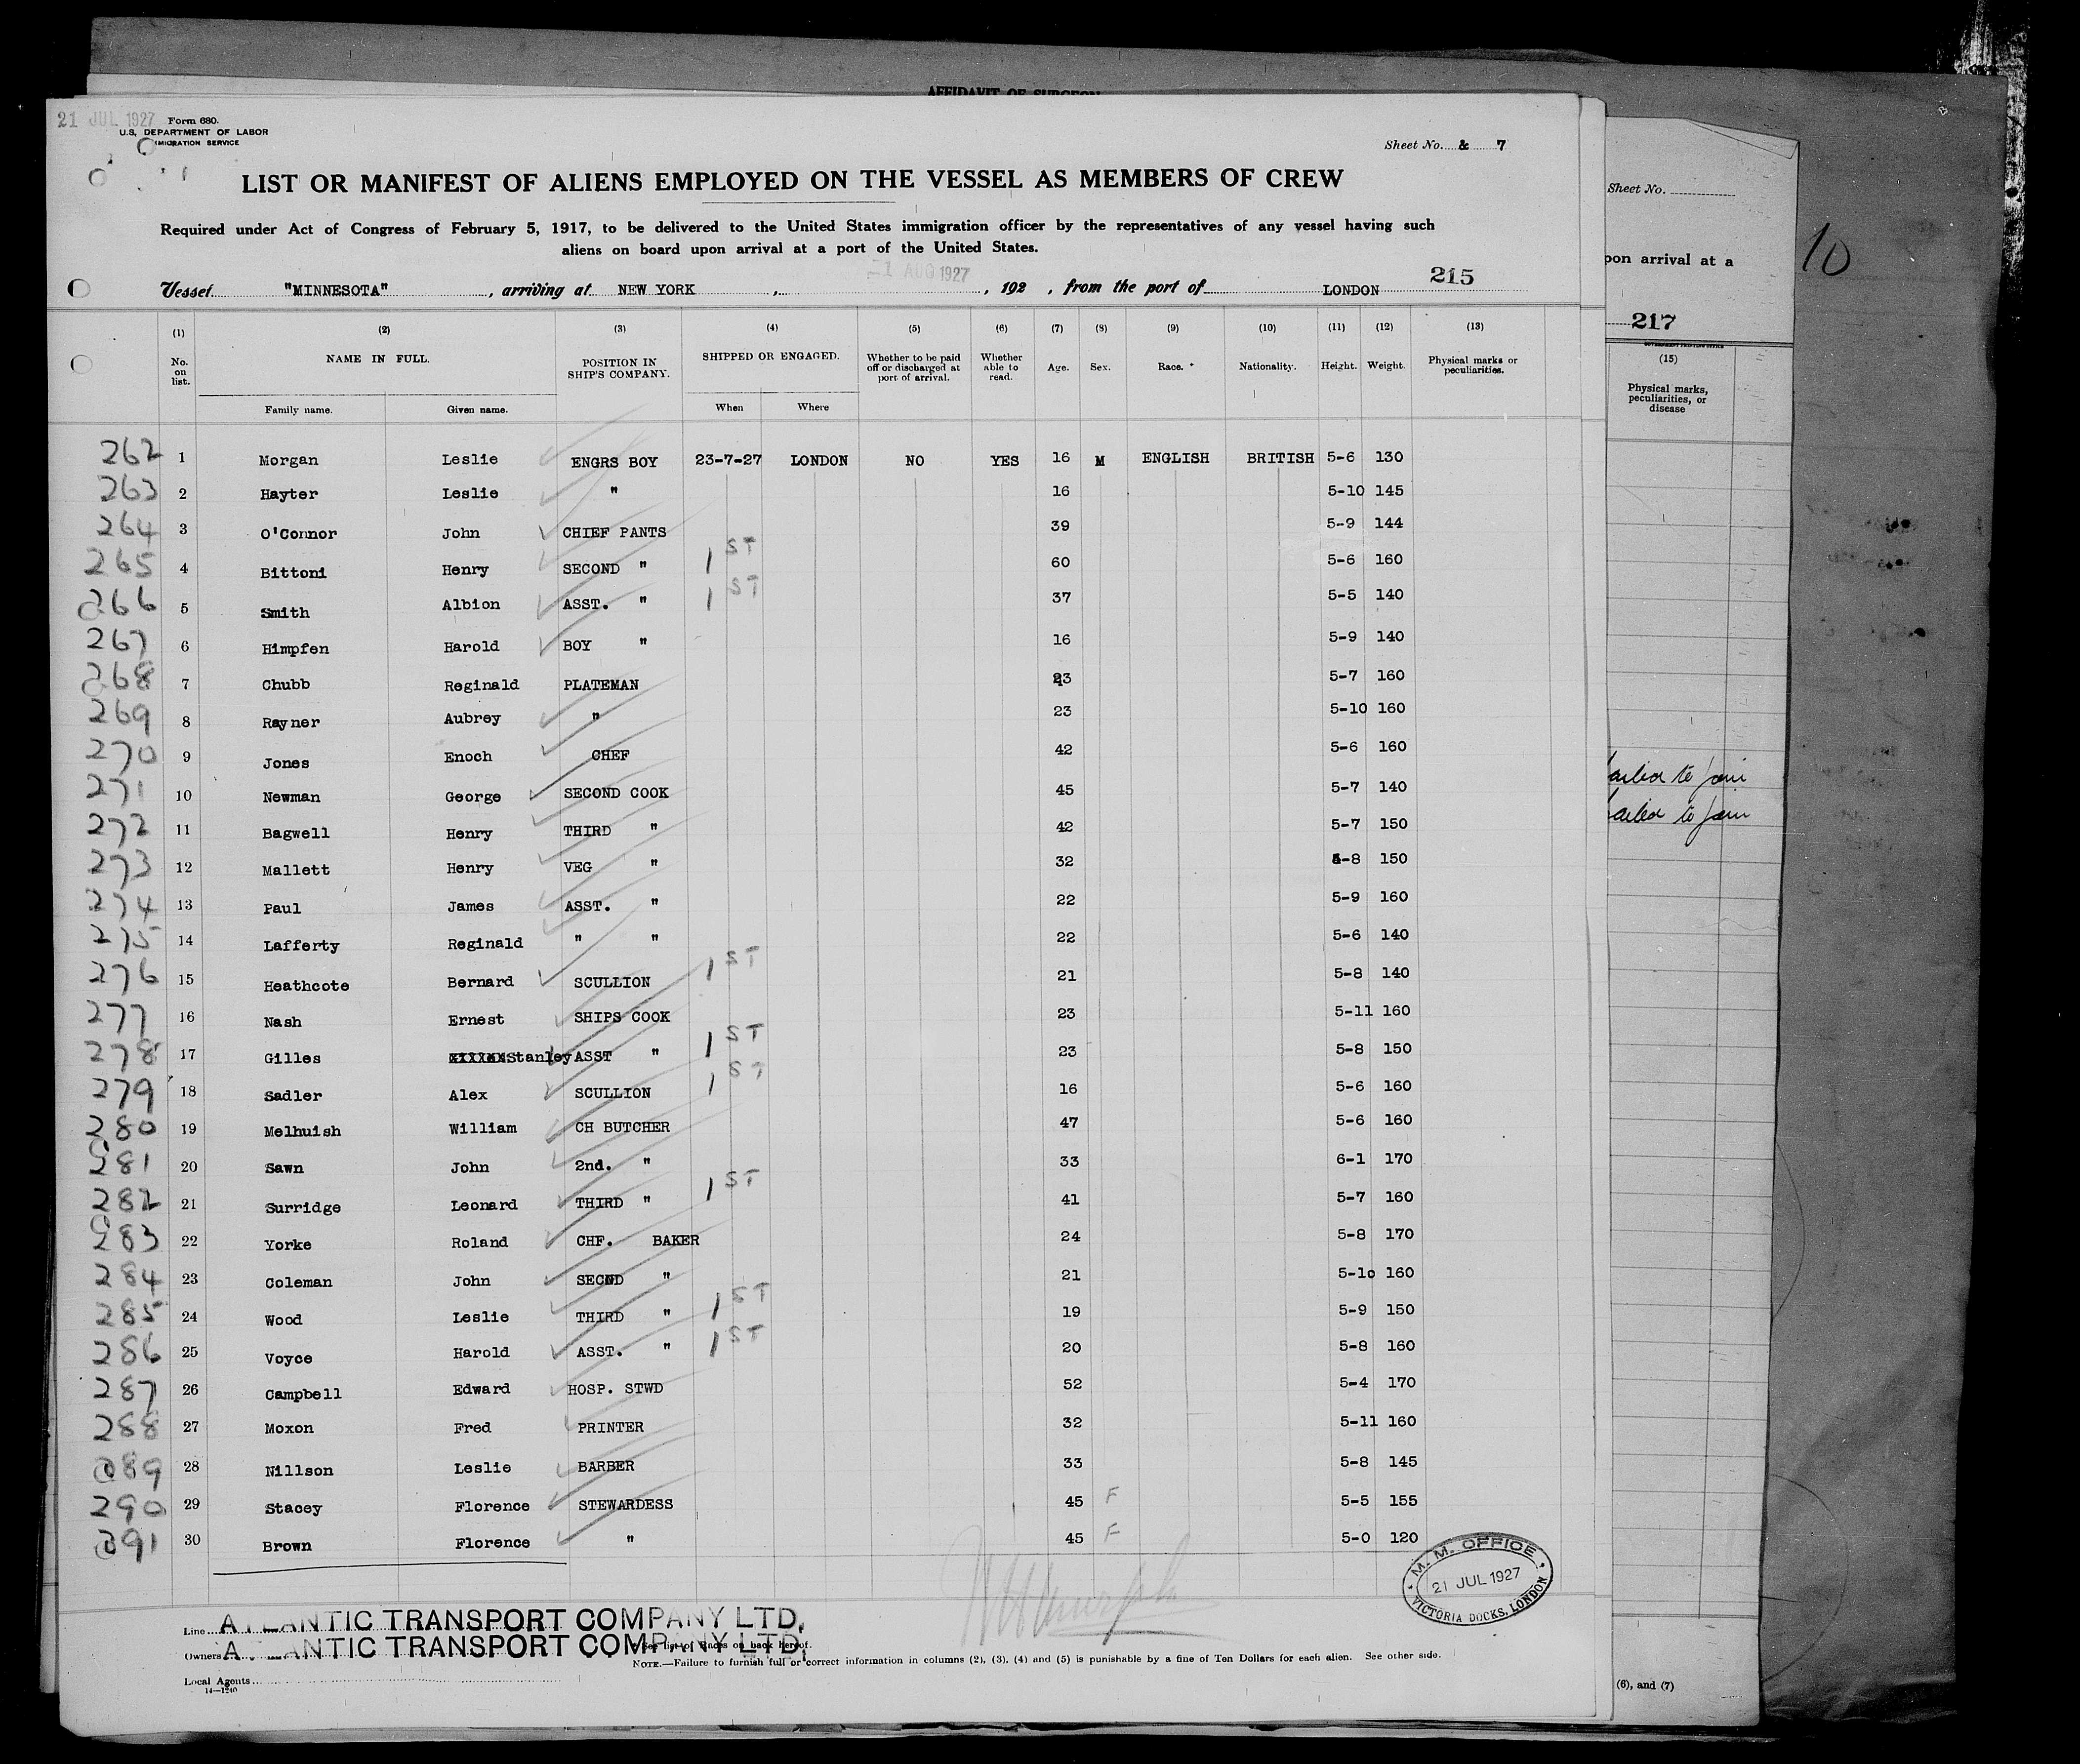 AFFIDAVIT OF SURGEON
21 JUL 1927 Form 680.
U.S. DEPARTMENT OF LABOR
IMIGRATION SERVICE
Sheet No. & 7
LIST OR MANIFEST OF ALIENS EMPLOYED ON THE VESSEL AS MEMBERS OF CREW
Required under Act of Congress of February 5, 1917, to be delivered to the United States immigration officer by the representatives of any vessel having such
aliens on board upon arrival at a port of the United States.
1 AUG 1927
215
Vessel "MINNESOTA", arriving at NEW YORK, , 192 , from the port of LONDON
(1) (2) (3) (4) (5) (6) (7) (8) (9) (10) (11) (12) (13)
No. on list. NAME IN FULL. POSITION IN SHIP'S COMPANY. SHIPPED OR ENGAGED. Whether to be paid off or discharged at port of arrival. Whether able to read. Age. Sex. Race. * Nationality. Height. Weight. Physical marks or peculiarities.
Family name. Given name. When Where
262 1 Morgan Leslie ENGRS BOY 23-7-27 LONDON NO YES 16 M ENGLISH BRITISH 5-6 130
263 2 Hayter Leslie " 16 5-10 145
264 3 O'Connor John CHIEF PANTS 39 5-9 144
265 4 Bittoni Henry SECOND " 1 ST 60 5-6 160
266 5 Smith Albion ASST. " 1 ST 37 5-5 140
267 6 Himpfen Harold BOY " 16 5-9 140
268 7 Chubb Reginald PLATEMAN 23 5-7 160
269 8 Rayner Aubrey " 23 5-10 160
270 9 Jones Enoch CHEF 42 5-6 160
271 10 Newman George SECOND COOK 45 5-7 140
272 11 Bagwell Henry THIRD " 42 5-7 150
273 12 Mallett Henry VEG " 32 5-8 150
274 13 Paul James ASST. " 22 5-9 160
275 14 Lafferty Reginald " " 22 5-6 140
276 15 Heathcote Bernard SCULLION 1 ST 21 5-8 140
277 16 Nash Ernest SHIPS COOK 23 5-11 160
278 17 Gilles Stanley ASST " 1 ST 23 5-8 150
279 18 Sadler Alex SCULLION 1 ST 16 5-6 160
280 19 Melhuish William CH BUTCHER 47 5-6 160
281 20 Sawn John 2nd. " 33 6-1 170
282 21 Surridge Leonard THIRD " 1 ST 41 5-7 160
283 22 Yorke Roland CHF. BAKER 24 5-8 170
284 23 Coleman John SECND " 21 5-10 160
285 24 Wood Leslie THIRD " 1 ST 19 5-9 150
286 25 Voyce Harold ASST. " 1 ST 20 5-8 160
287 26 Campbell Edward HOSP. STWD 52 5-4 170
288 27 Moxon Fred PRINTER 32 5-11 160
289 28 Nillson Leslie BARBER 33 5-8 145
290 29 Stacey Florence STEWARDESS 45 F 5-5 155
291 30 Brown Florence " 45 F 5-0 120
M. M. OFFICE
21 JUL 1927
VICTORIA DOCKS, LONDON
Line ATLANTIC TRANSPORT COMPANY LTD.
Owners ATLANTIC TRANSPORT COMPANY LTD.
* See list of Races on back hereof.
NOTE.—Failure to furnish full or correct information in columns (2), (3), (4) and (5) is punishable by a fine of Ten Dollars for each alien. See other side.
Local Agents
14—1240
Sheet No.
10
pon arrival at a
217
(15)
Physical marks, peculiarities, or disease
failed to join
failed to join
(6), and (7)